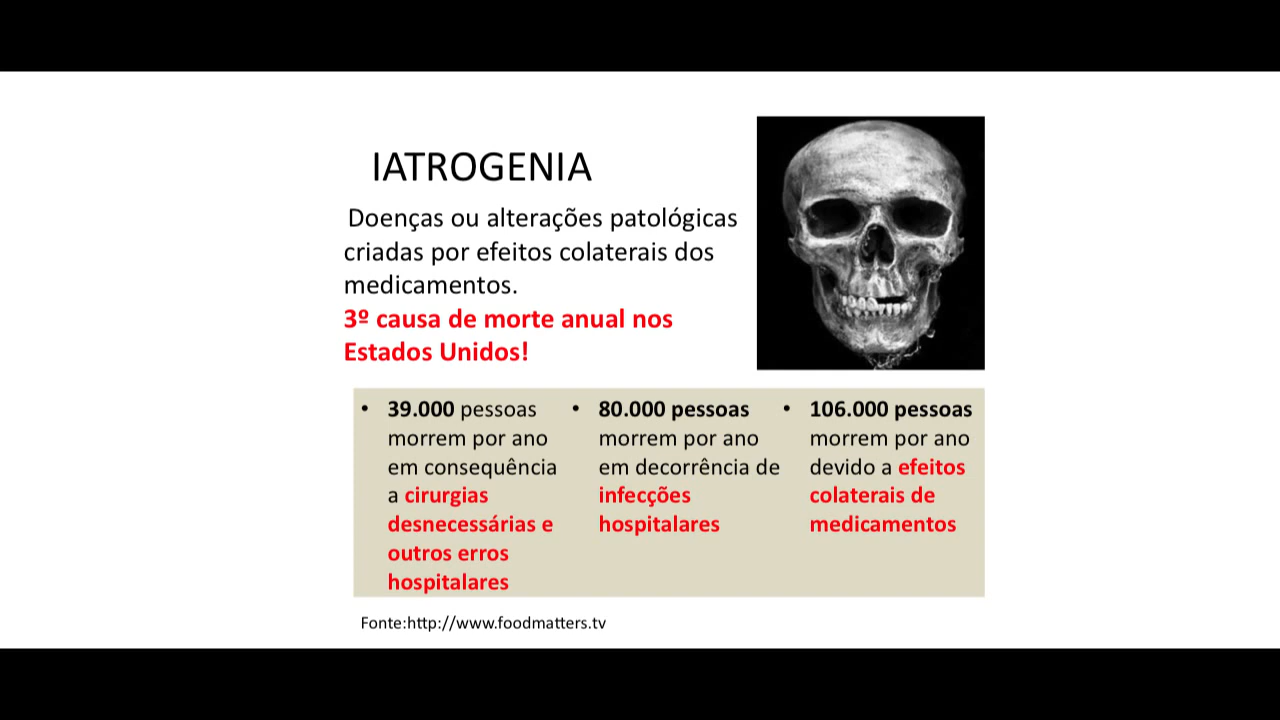 IATROGENIA
Doenças ou alterações patológicas
criadas por efeitos colaterais dos
medicamentos.
3º causa de morte anual nos
Estados Unidos!
• 39.000 pessoas
morrem por ano
em consequência
a cirurgias
desnecessárias e
outros erros
hospitalares
• 80.000 pessoas
morrem por ano
em decorrência de
infecções
hospitalares
• 106.000 pessoas
morrem por ano
devido a efeitos
colaterais de
medicamentos
Fonte:http://www.foodmatters.tv